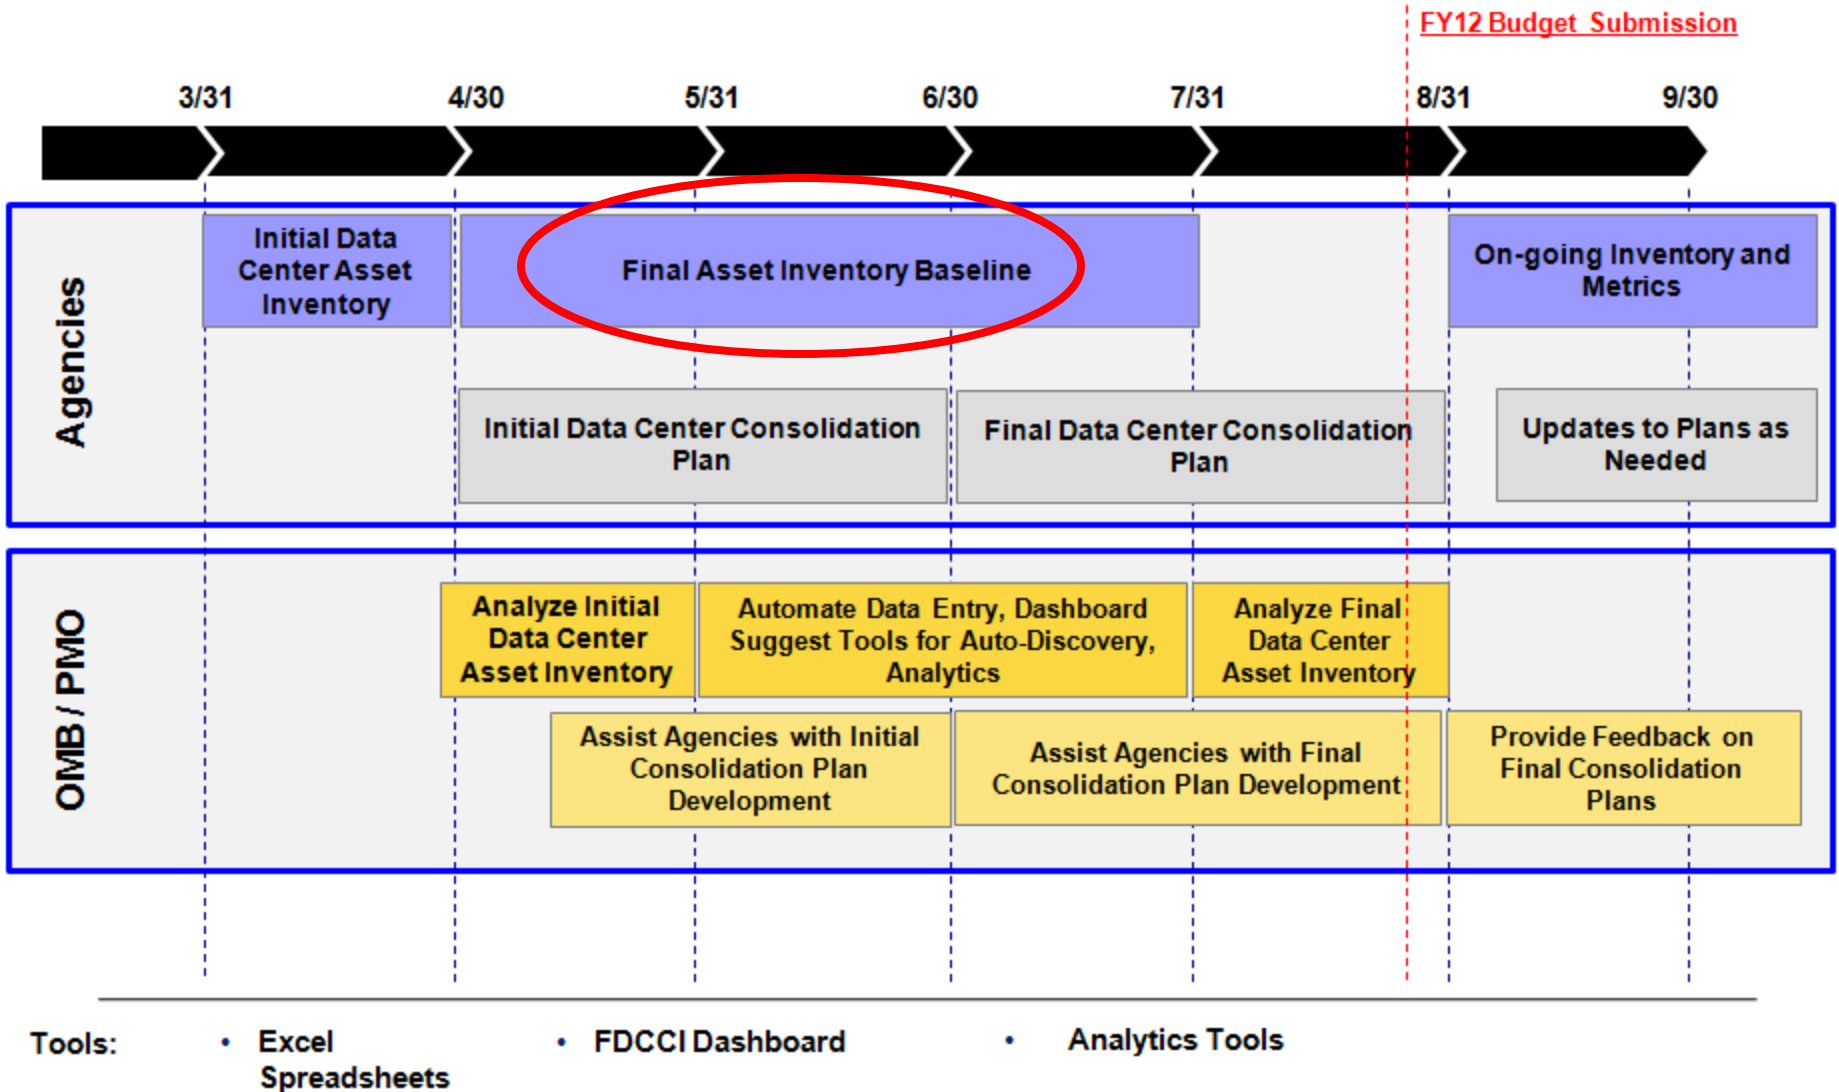 FY12 Budget Submission
3/31
4/30
5/31
6/30
7/31
8/31
9/30
Agencies
Initial Data
Center Asset
Inventory
Final Asset Inventory Baseline
On-going Inventory and
Metrics
Initial Data Center Consolidation
Plan
Final Data Center Consolidation
Plan
Updates to Plans as
Needed
OMB / PMO
Analyze Initial
Data Center
Asset Inventory
Automate Data Entry, Dashboard
Suggest Tools for Auto-Discovery,
Analytics
Analyze Final
Data Center
Asset Inventory
Assist Agencies with Initial
Consolidation Plan
Development
Assist Agencies with Final
Consolidation Plan Development
Provide Feedback on
Final Consolidation
Plans
Tools:
• Excel
Spreadsheets
• FDCCI Dashboard
• Analytics Tools